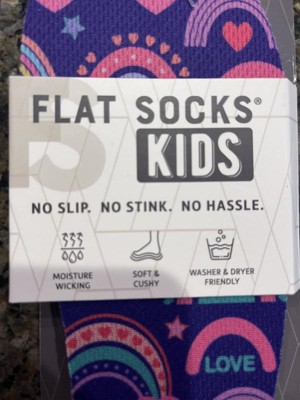 FLAT SOCKS®
KIDS
NO SLIP. NO STINK. NO HASSLE.
MOISTURE WICKING
SOFT & CUSHY
WASHER & DRYER FRIENDLY
LOVE